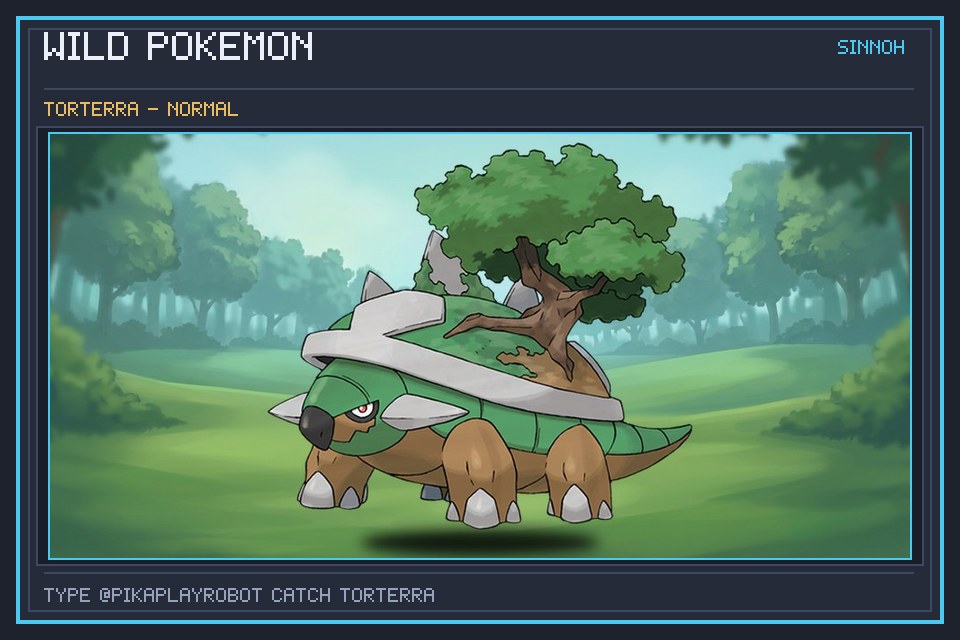 WILD POKEMON
SINNOH
TORTERRA - NORMAL
TYPE @PIKAPLAYROBOT CATCH TORTERRA